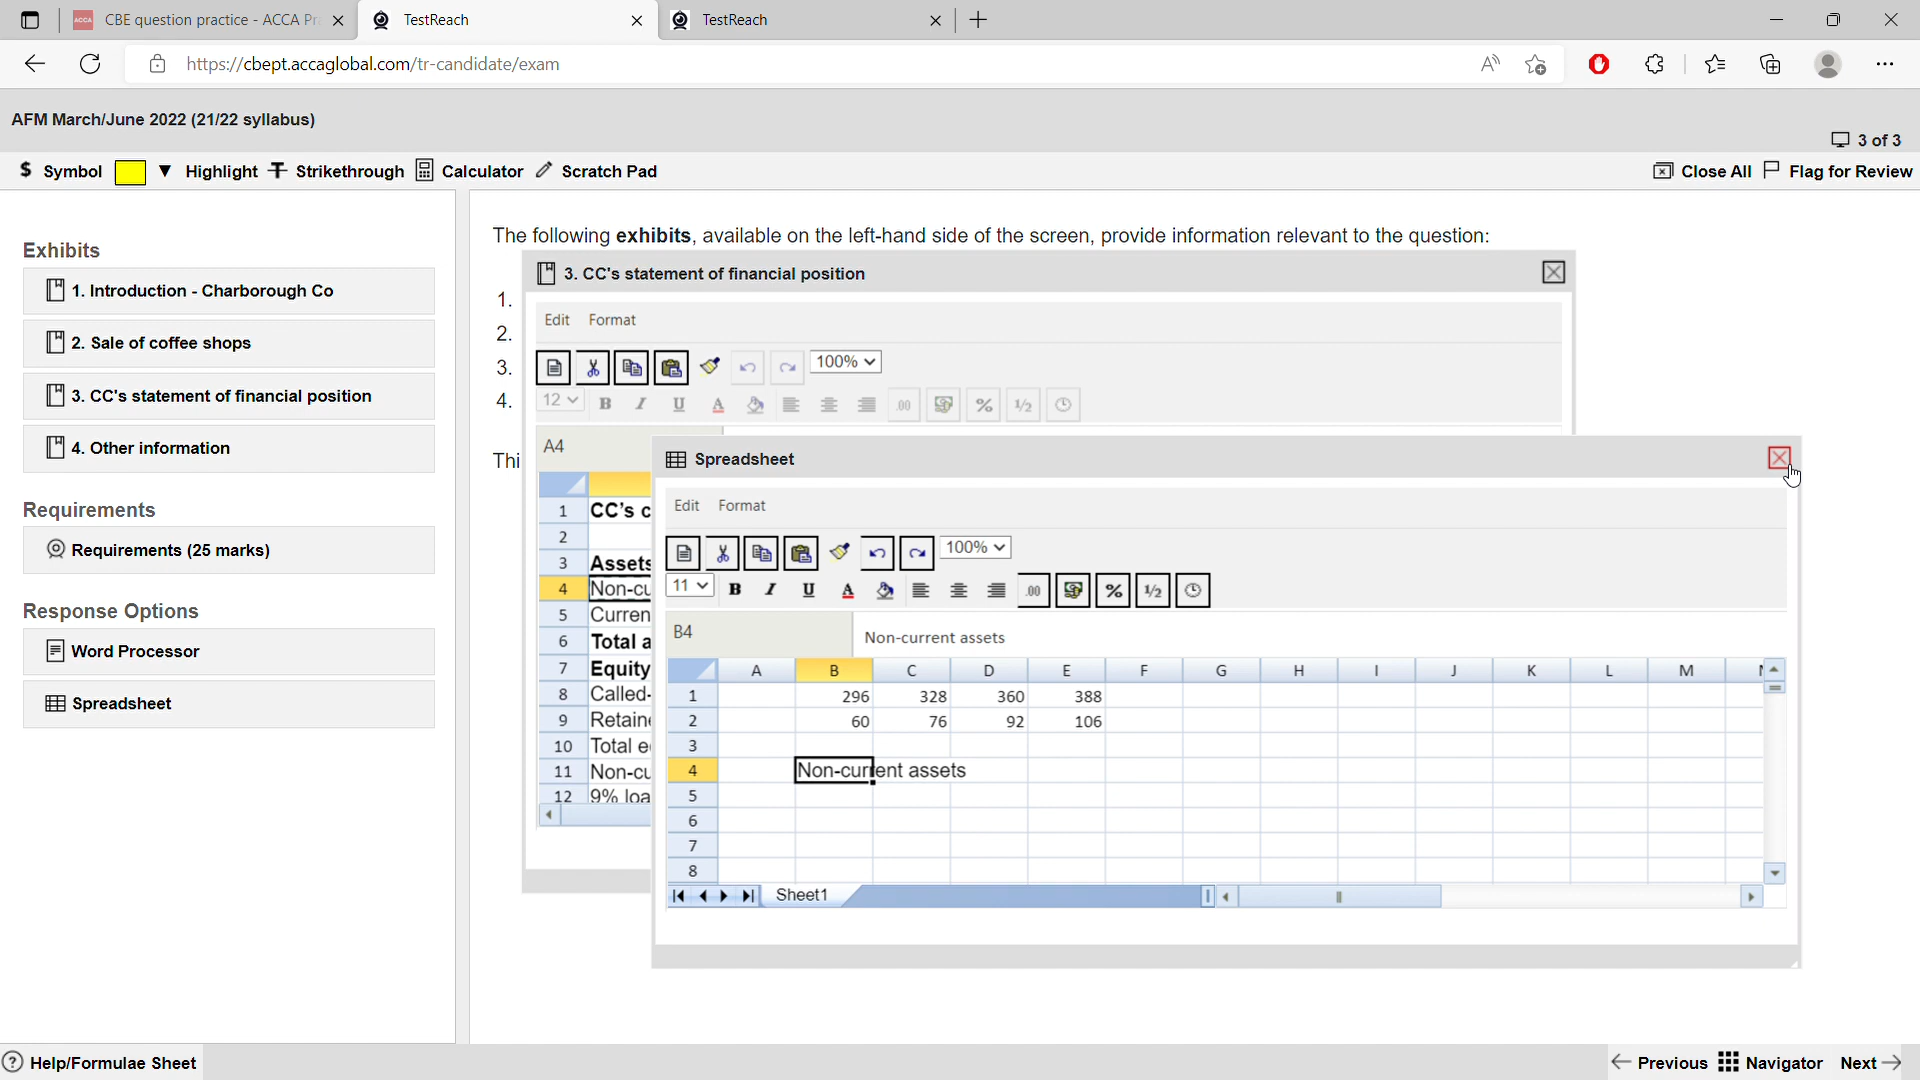 CBE question practice - ACCA Pr
TestReach
TestReach
https://cbept.accaglobal.com/tr-candidate/exam
AFM March/June 2022 (21/22 syllabus)
3 of 3
$ Symbol Highlight Strikethrough Calculator Scratch Pad Close All Flag for Review
The following exhibits, available on the left-hand side of the screen, provide information relevant to the question:
Exhibits
1. Introduction - Charborough Co
2. Sale of coffee shops
3. CC's statement of financial position
4. Other information
Requirements
Requirements (25 marks)
Response Options
Word Processor
Spreadsheet
1.
2.
3.
4.
Thi
3. CC's statement of financial position
Edit Format
100%
12 B I U A .00 % 1/2
A4
1 CC's c
2
3 Assets
4 Non-cu
5 Curren
6 Total a
7 Equity
8 Called-
9 Retain
10 Total e
11 Non-cu
12 9% loa
Spreadsheet
Edit Format
100%
11 B I U A .00 % 1/2
B4 Non-current assets
A B C D E F G H I J K L M
1 296 328 360 388
2 60 76 92 106
3
4 Non-current assets
5
6
7
8
Sheet1
? Help/Formulae Sheet
Previous Navigator Next